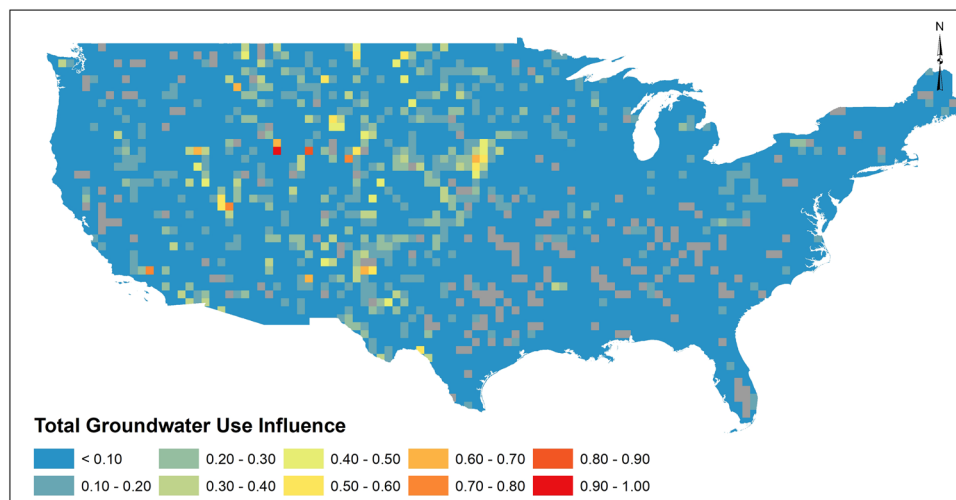 N
Total Groundwater Use Influence
< 0.10 0.20 - 0.30 0.40 - 0.50 0.60 - 0.70 0.80 - 0.90
0.10 - 0.20 0.30 - 0.40 0.50 - 0.60 0.70 - 0.80 0.90 - 1.00